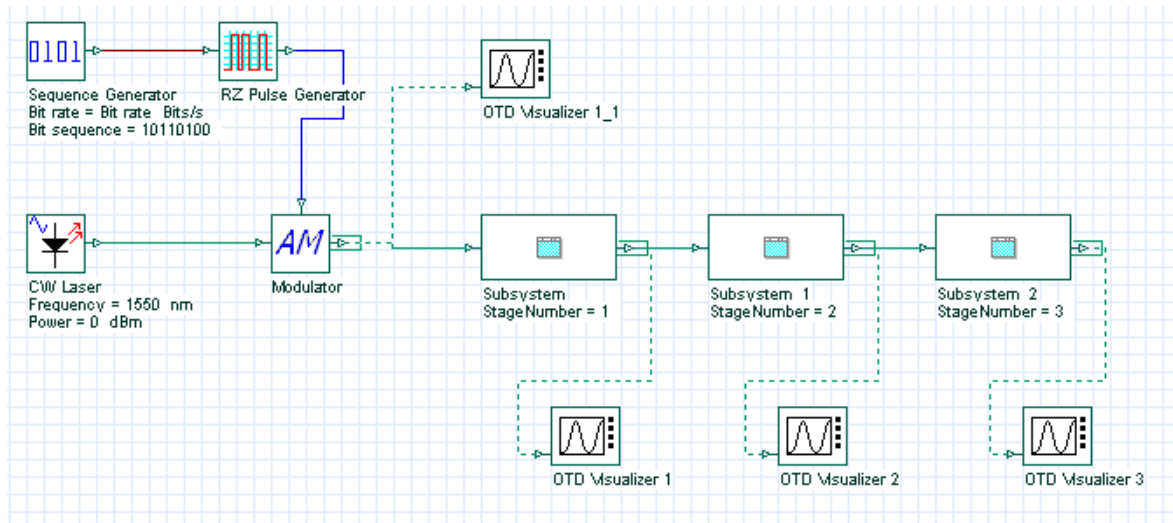 0101
Sequence Generator
Bit rate = Bit rate Bits/s
Bit sequence = 10110100
RZ Pulse Generator
OTD Visualizer 1_1
CW Laser
Frequency = 1550 nm
Power = 0 dBm
AM
Modulator
Subsystem
StageNumber = 1
Subsystem 1
StageNumber = 2
Subsystem 2
StageNumber = 3
OTD Visualizer 1
OTD Visualizer 2
OTD Visualizer 3